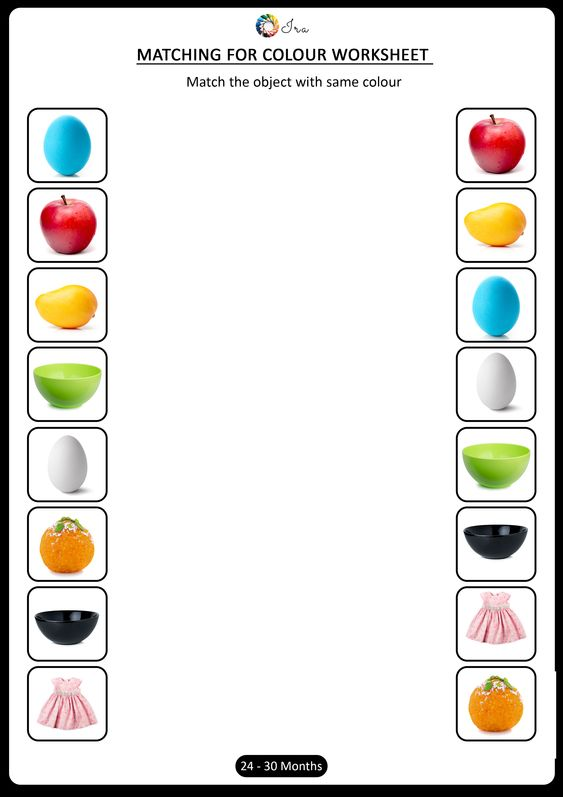 Ira
MATCHING FOR COLOUR WORKSHEET
Match the object with same colour
24 - 30 Months